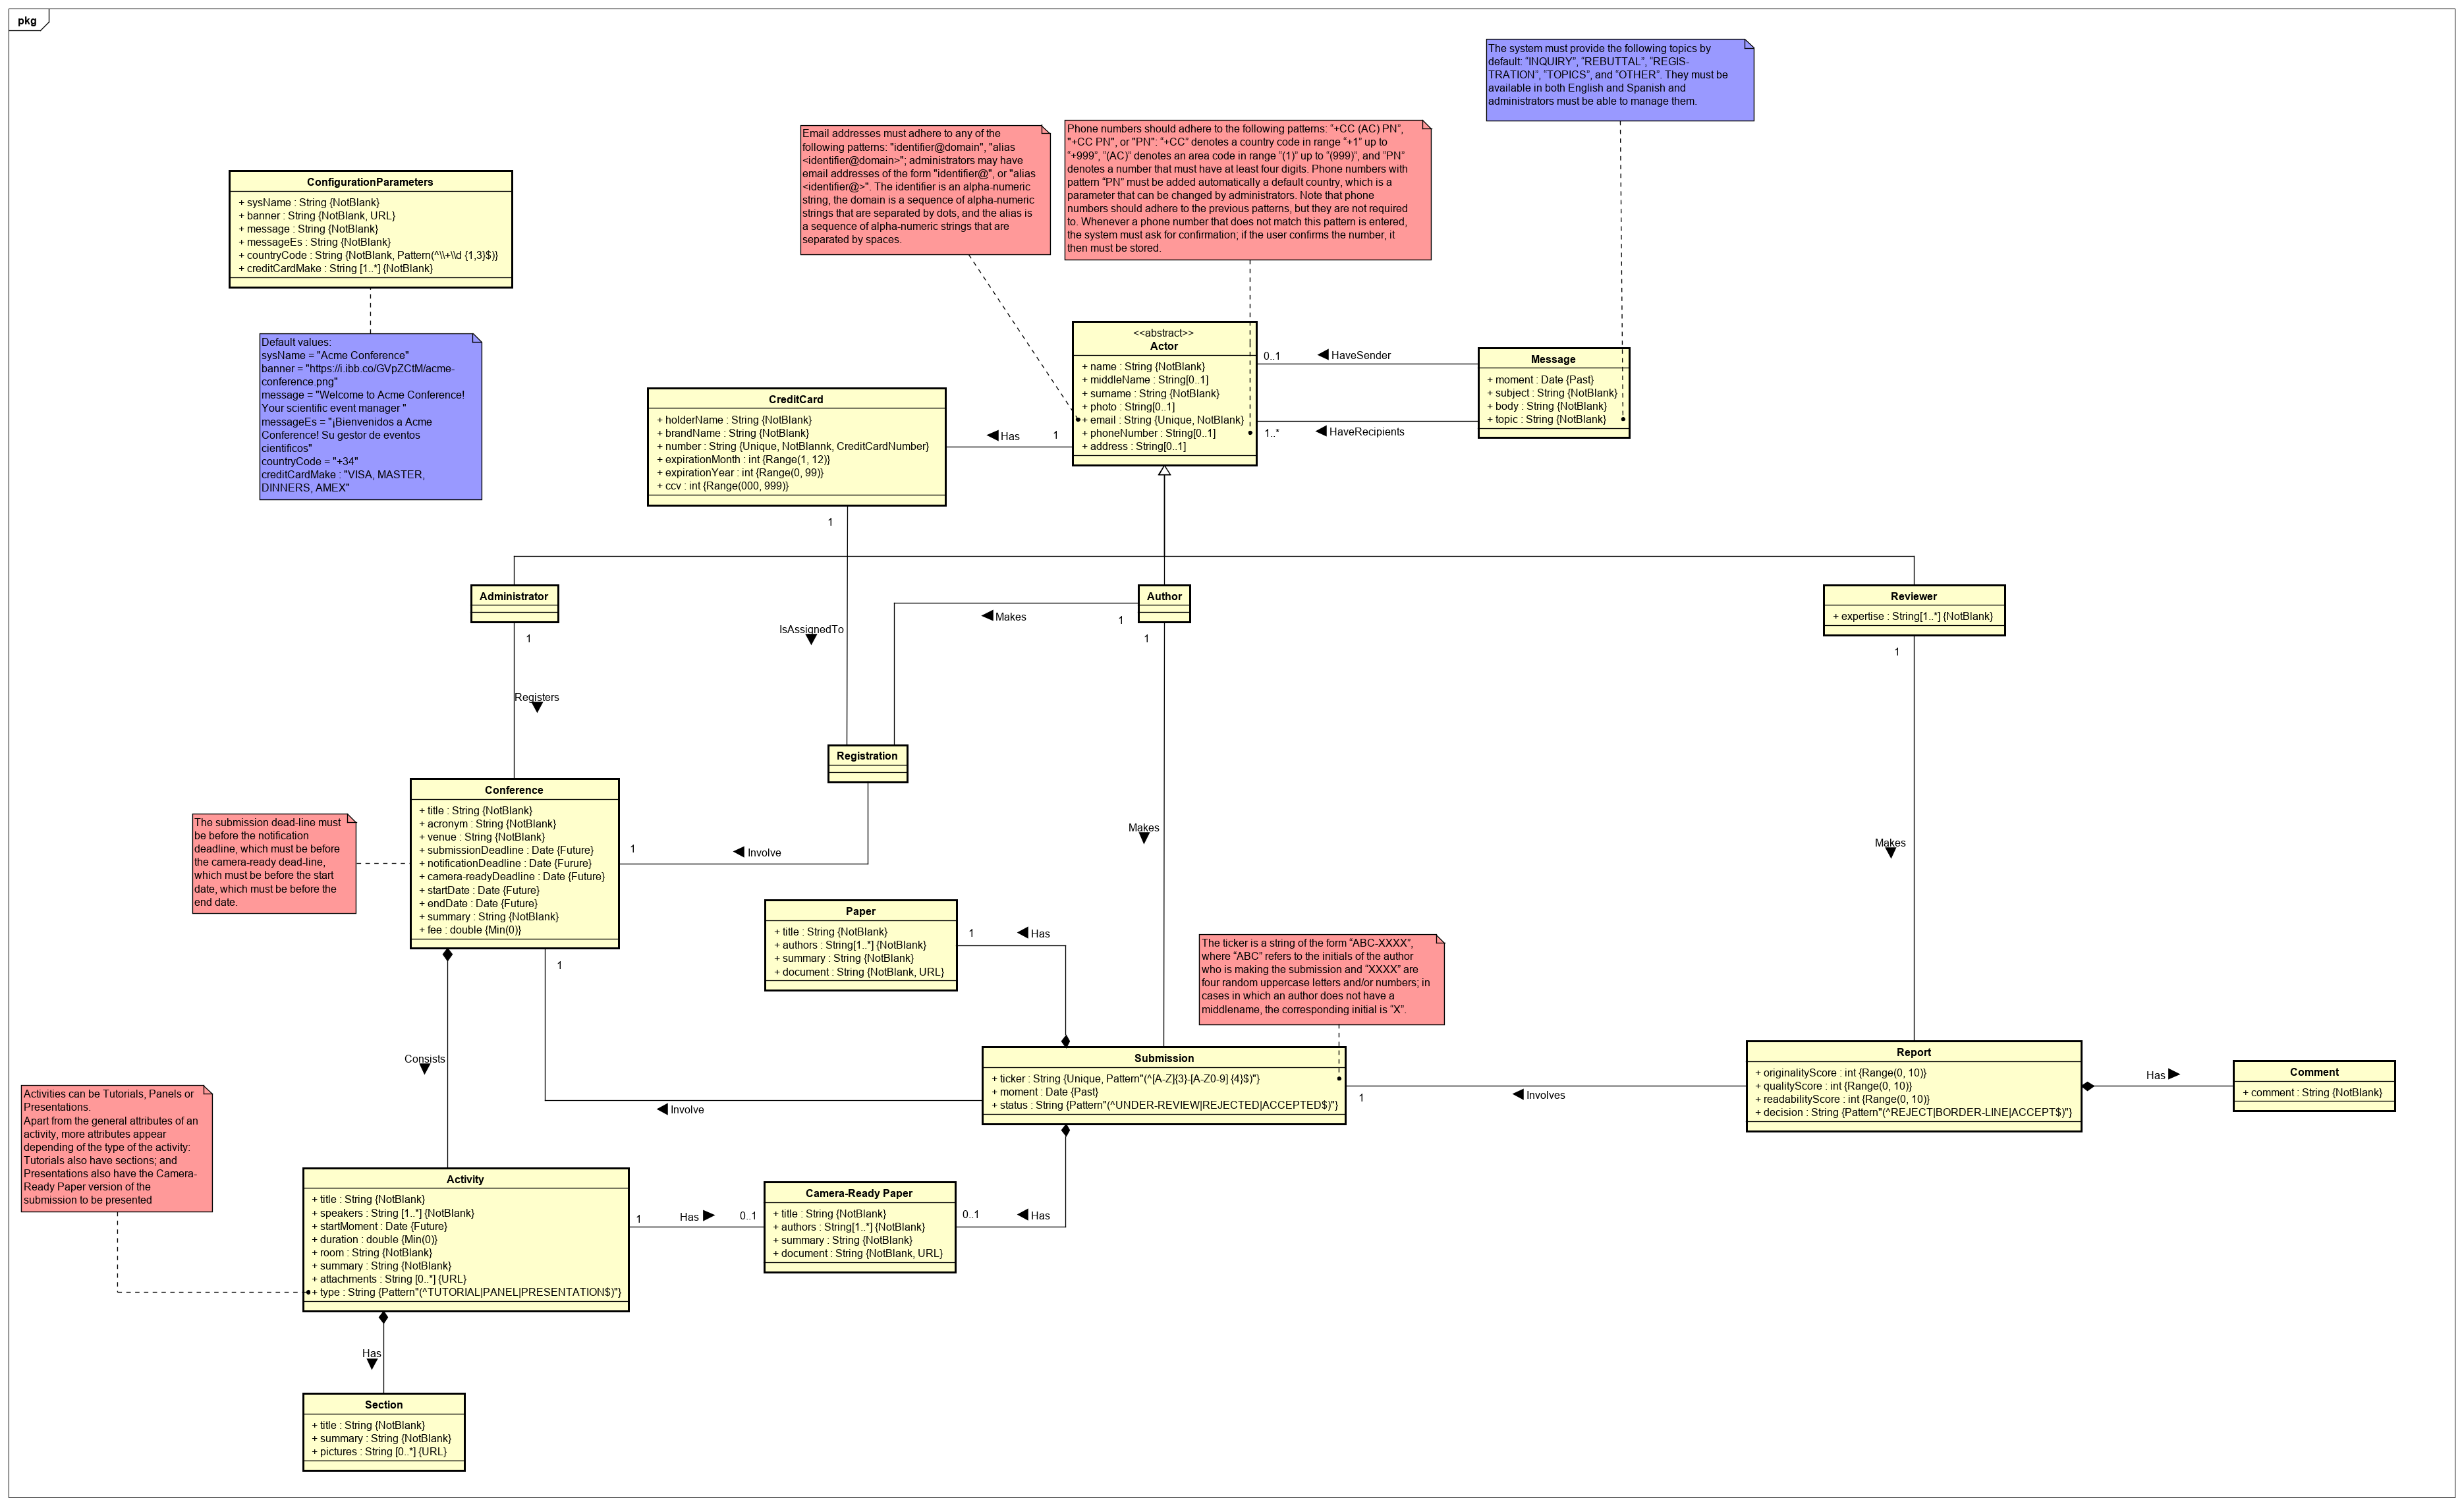 pkg
The system must provide the following topics by
default: “INQUIRY”, “REBUTTAL”, “REGIS-
TRATION”, “TOPICS”, and “OTHER”. They must be
available in both English and Spanish and
administrators must be able to manage them.
Email addresses must adhere to any of the
following patterns: "identifier@domain", "alias
<identifier@domain>"; administrators may have
email addresses of the form "identifier@", or "alias
<identifier@>". The identifier is an alpha-numeric
string, the domain is a sequence of alpha-numeric
strings that are separated by dots, and the alias is
a sequence of alpha-numeric strings that are
separated by spaces.
Phone numbers should adhere to the following patterns: “+CC (AC) PN”,
"+CC PN", or "PN": “+CC” denotes a country code in range “+1” up to
“+999”, “(AC)” denotes an area code in range “(1)” up to “(999)”, and “PN”
denotes a number that must have at least four digits. Phone numbers with
pattern “PN” must be added automatically a default country, which is a
parameter that can be changed by administrators. Note that phone
numbers should adhere to the previous patterns, but they are not required
to. Whenever a phone number that does not match this pattern is entered,
the system must ask for confirmation; if the user confirms the number, it
then must be stored.
ConfigurationParameters
+ sysName : String {NotBlank}
+ banner : String {NotBlank, URL}
+ message : String {NotBlank}
+ messageEs : String {NotBlank}
+ countryCode : String {NotBlank, Pattern(^\\+\\d {1,3}$)}
+ creditCardMake : String [1..*] {NotBlank}
Default values:
sysName = "Acme Conference"
banner = "https://i.ibb.co/GVpZCtM/acme-
conference.png"
message = "Welcome to Acme Conference!
Your scientific event manager "
messageEs = "¡Bienvenidos a Acme
Conference! Su gestor de eventos
cientificos"
countryCode = "+34"
creditCardMake : "VISA, MASTER,
DINNERS, AMEX"
<<abstract>>
Actor
+ name : String {NotBlank}
+ middleName : String[0..1]
+ surname : String {NotBlank}
+ photo : String[0..1]
+ email : String {Unique, NotBlank}
+ phoneNumber : String[0..1]
+ address : String[0..1]
0..1
HaveSender
1..*
HaveRecipients
Message
+ moment : Date {Past}
+ subject : String {NotBlank}
+ body : String {NotBlank}
+ topic : String {NotBlank}
CreditCard
+ holderName : String {NotBlank}
+ brandName : String {NotBlank}
+ number : String {Unique, NotBlannk, CreditCardNumber}
+ expirationMonth : int {Range(1, 12)}
+ expirationYear : int {Range(0, 99)}
+ ccv : int {Range(000, 999)}
Has
1
1
Administrator
1
Author
1
1
Makes
IsAssignedTo
Reviewer
+ expertise : String[1..*] {NotBlank}
1
Registers
Registration
Conference
+ title : String {NotBlank}
+ acronym : String {NotBlank}
+ venue : String {NotBlank}
+ submissionDeadline : Date {Future}
+ notificationDeadline : Date {Furure}
+ camera-readyDeadline : Date {Future}
+ startDate : Date {Future}
+ endDate : Date {Future}
+ summary : String {NotBlank}
+ fee : double {Min(0)}
The submission dead-line must
be before the notification
deadline, which must be before
the camera-ready dead-line,
which must be before the start
date, which must be before the
end date.
1
Involve
Makes
Makes
Paper
+ title : String {NotBlank}
+ authors : String[1..*] {NotBlank}
+ summary : String {NotBlank}
+ document : String {NotBlank, URL}
1
Has
1
The ticker is a string of the form “ABC-XXXX”,
where “ABC” refers to the initials of the author
who is making the submission and “XXXX” are
four random uppercase letters and/or numbers; in
cases in which an author does not have a
middlename, the corresponding initial is “X”.
Submission
+ ticker : String {Unique, Pattern"(^[A-Z]{3}-[A-Z0-9] {4}$)"}
+ moment : Date {Past}
+ status : String {Pattern"(^UNDER-REVIEW|REJECTED|ACCEPTED$)"}
Involve
1
Involves
Report
+ originalityScore : int {Range(0, 10)}
+ qualityScore : int {Range(0, 10)}
+ readabilityScore : int {Range(0, 10)}
+ decision : String {Pattern"(^REJECT|BORDER-LINE|ACCEPT$)"}
Has
Comment
+ comment : String {NotBlank}
Consists
Activities can be Tutorials, Panels or
Presentations.
Apart from the general attributes of an
activity, more attributes appear
depending of the type of the activity:
Tutorials also have sections; and
Presentations also have the Camera-
Ready Paper version of the
submission to be presented
Activity
+ title : String {NotBlank}
+ speakers : String [1..*] {NotBlank}
+ startMoment : Date {Future}
+ duration : double {Min(0)}
+ room : String {NotBlank}
+ summary : String {NotBlank}
+ attachments : String [0..*] {URL}
+ type : String {Pattern"(^TUTORIAL|PANEL|PRESENTATION$)"}
1
Has
0..1
Camera-Ready Paper
+ title : String {NotBlank}
+ authors : String[1..*] {NotBlank}
+ summary : String {NotBlank}
+ document : String {NotBlank, URL}
0..1
Has
Has
Section
+ title : String {NotBlank}
+ summary : String {NotBlank}
+ pictures : String [0..*] {URL}